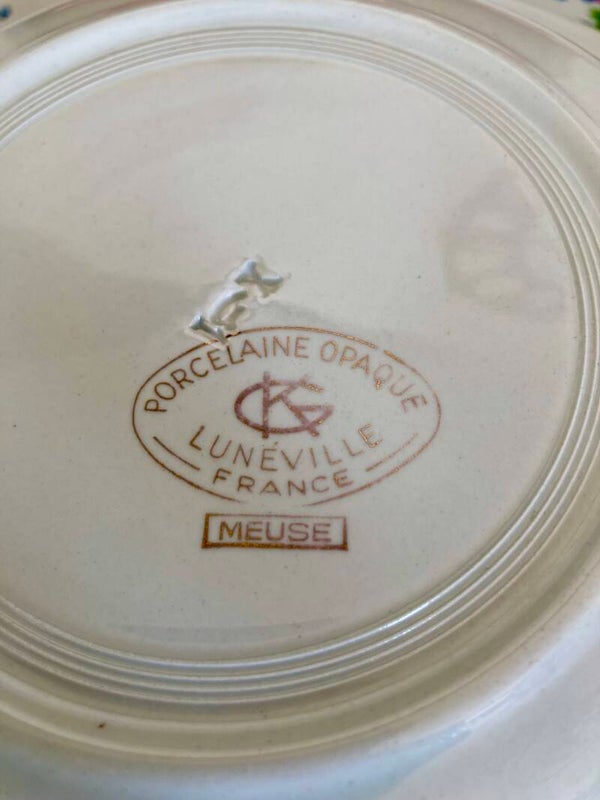 PORCELAINE OPAQUE
KG
LUNÉVILLE
FRANCE
MEUSE